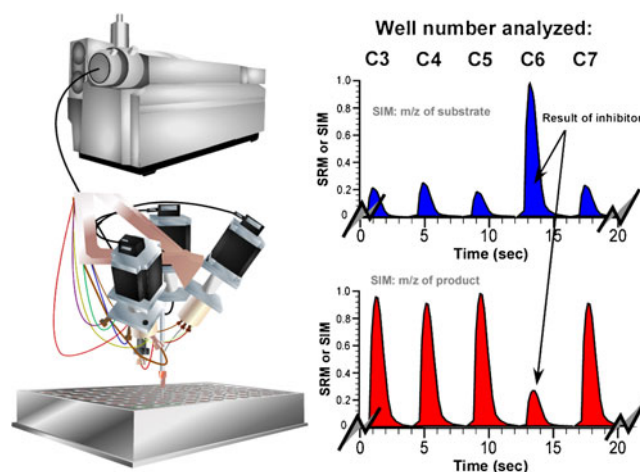 Well number analyzed:
C3 C4 C5 C6 C7
SRM or SIM
1.0
0.8
0.6
0.4
0.2
0
SIM: m/z of substrate
Result of inhibitor
0 5 10 15 20
Time (sec)
SIM: m/z of product
SRM or SIM
1.0
0.8
0.6
0.4
0.2
0
0 5 10 15 20
Time (sec)